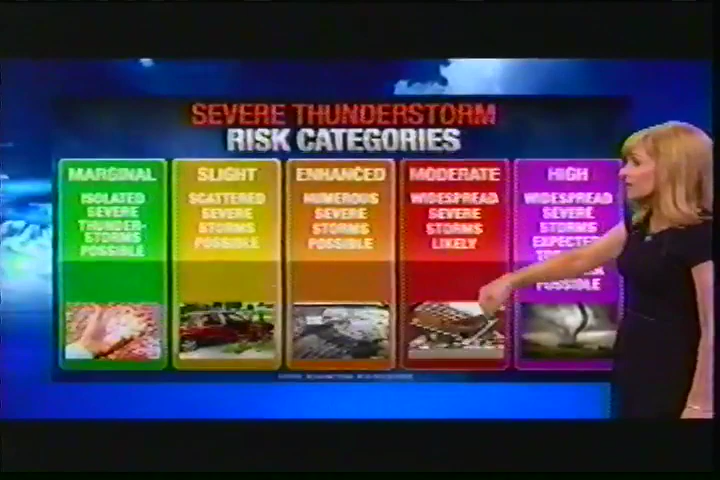 SEVERE THUNDERSTORM
RISK CATEGORIES
MARGINAL
ISOLATED
SEVERE
THUNDER-
STORMS
POSSIBLE
SLIGHT
SCATTERED
SEVERE
STORMS
POSSIBLE
ENHANCED
NUMEROUS
SEVERE
STORMS
POSSIBLE
MODERATE
WIDESPREAD
SEVERE
STORMS
LIKELY
HIGH
WIDESPREAD
SEVERE
STORMS
EXPECTED
POSSIBLE